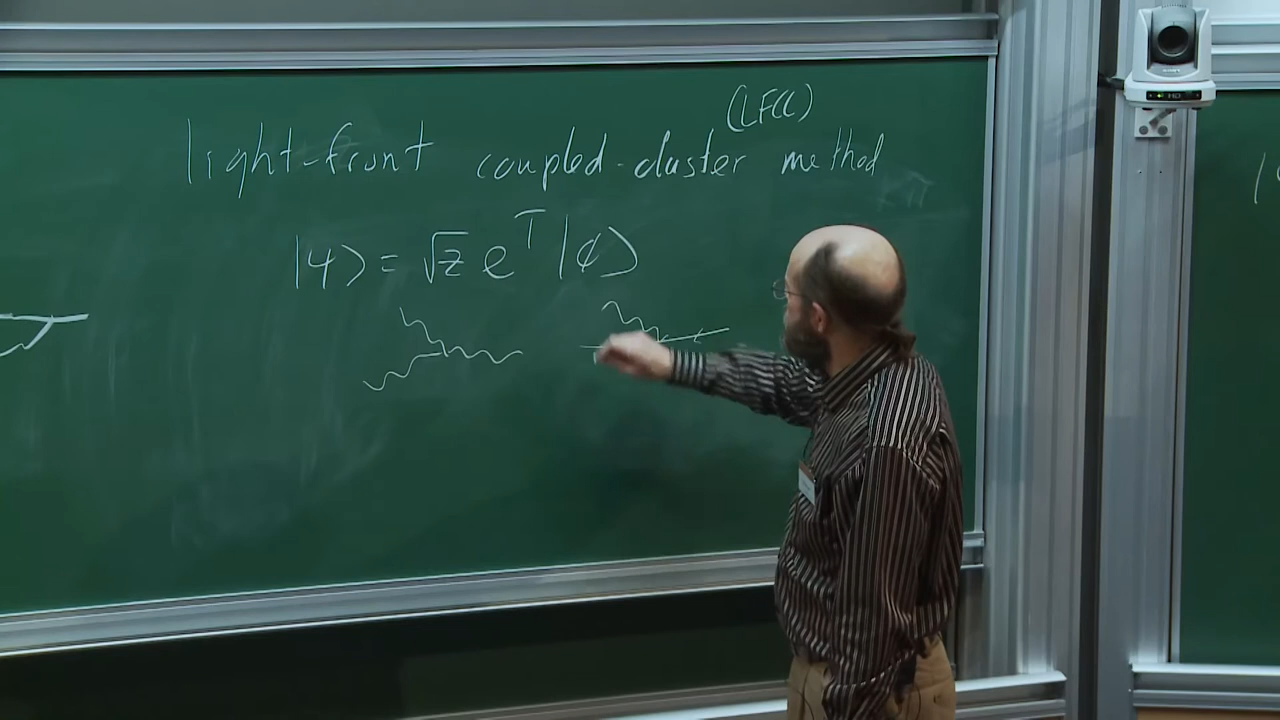 (LFCC)
light-front coupled-cluster method
|ψ⟩ = √Z e^T |φ⟩